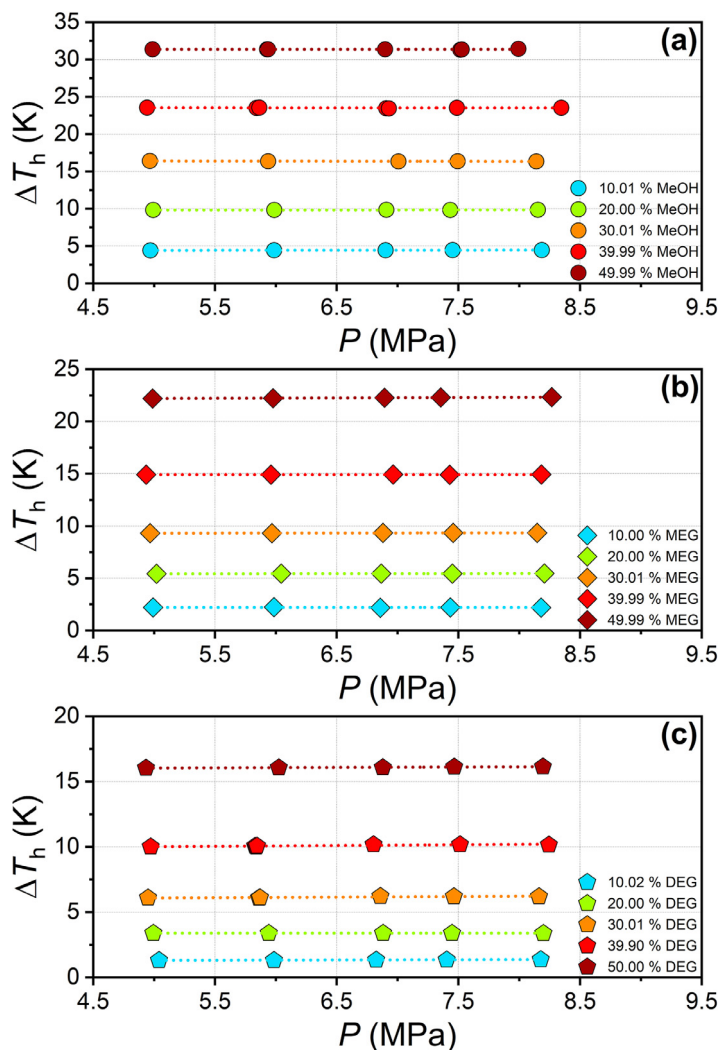 (a)
35
30
25
20
15
10
5
0
ΔTh (K)
10.01 % MeOH
20.00 % MeOH
30.01 % MeOH
39.99 % MeOH
49.99 % MeOH
4.5 5.5 6.5 7.5 8.5 9.5
P (MPa)
(b)
25
20
15
10
5
0
ΔTh (K)
10.00 % MEG
20.00 % MEG
30.01 % MEG
39.99 % MEG
49.99 % MEG
4.5 5.5 6.5 7.5 8.5 9.5
P (MPa)
(c)
20
15
10
5
0
ΔTh (K)
10.02 % DEG
20.00 % DEG
30.01 % DEG
39.90 % DEG
50.00 % DEG
4.5 5.5 6.5 7.5 8.5 9.5
P (MPa)